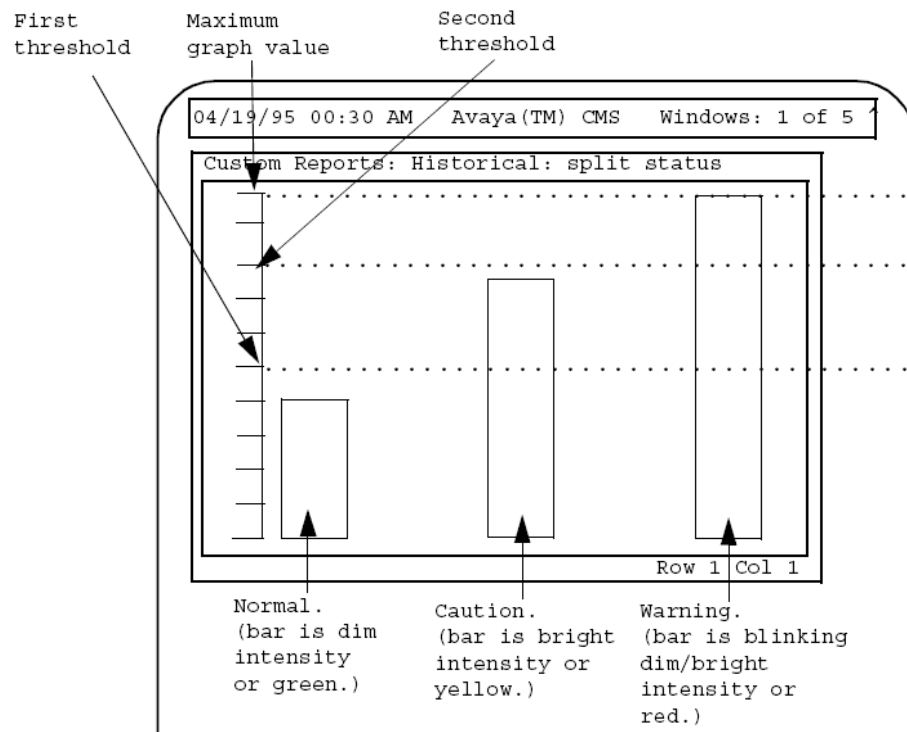 First threshold
Maximum graph value
Second threshold
04/19/95 00:30 AM Avaya(TM) CMS Windows: 1 of 5 ^
Custom Reports: Historical: split status
Row 1 Col 1
Normal.
(bar is dim
intensity
or green.)
Caution.
(bar is bright
intensity or
yellow.)
Warning.
(bar is blinking
dim/bright
intensity or
red.)